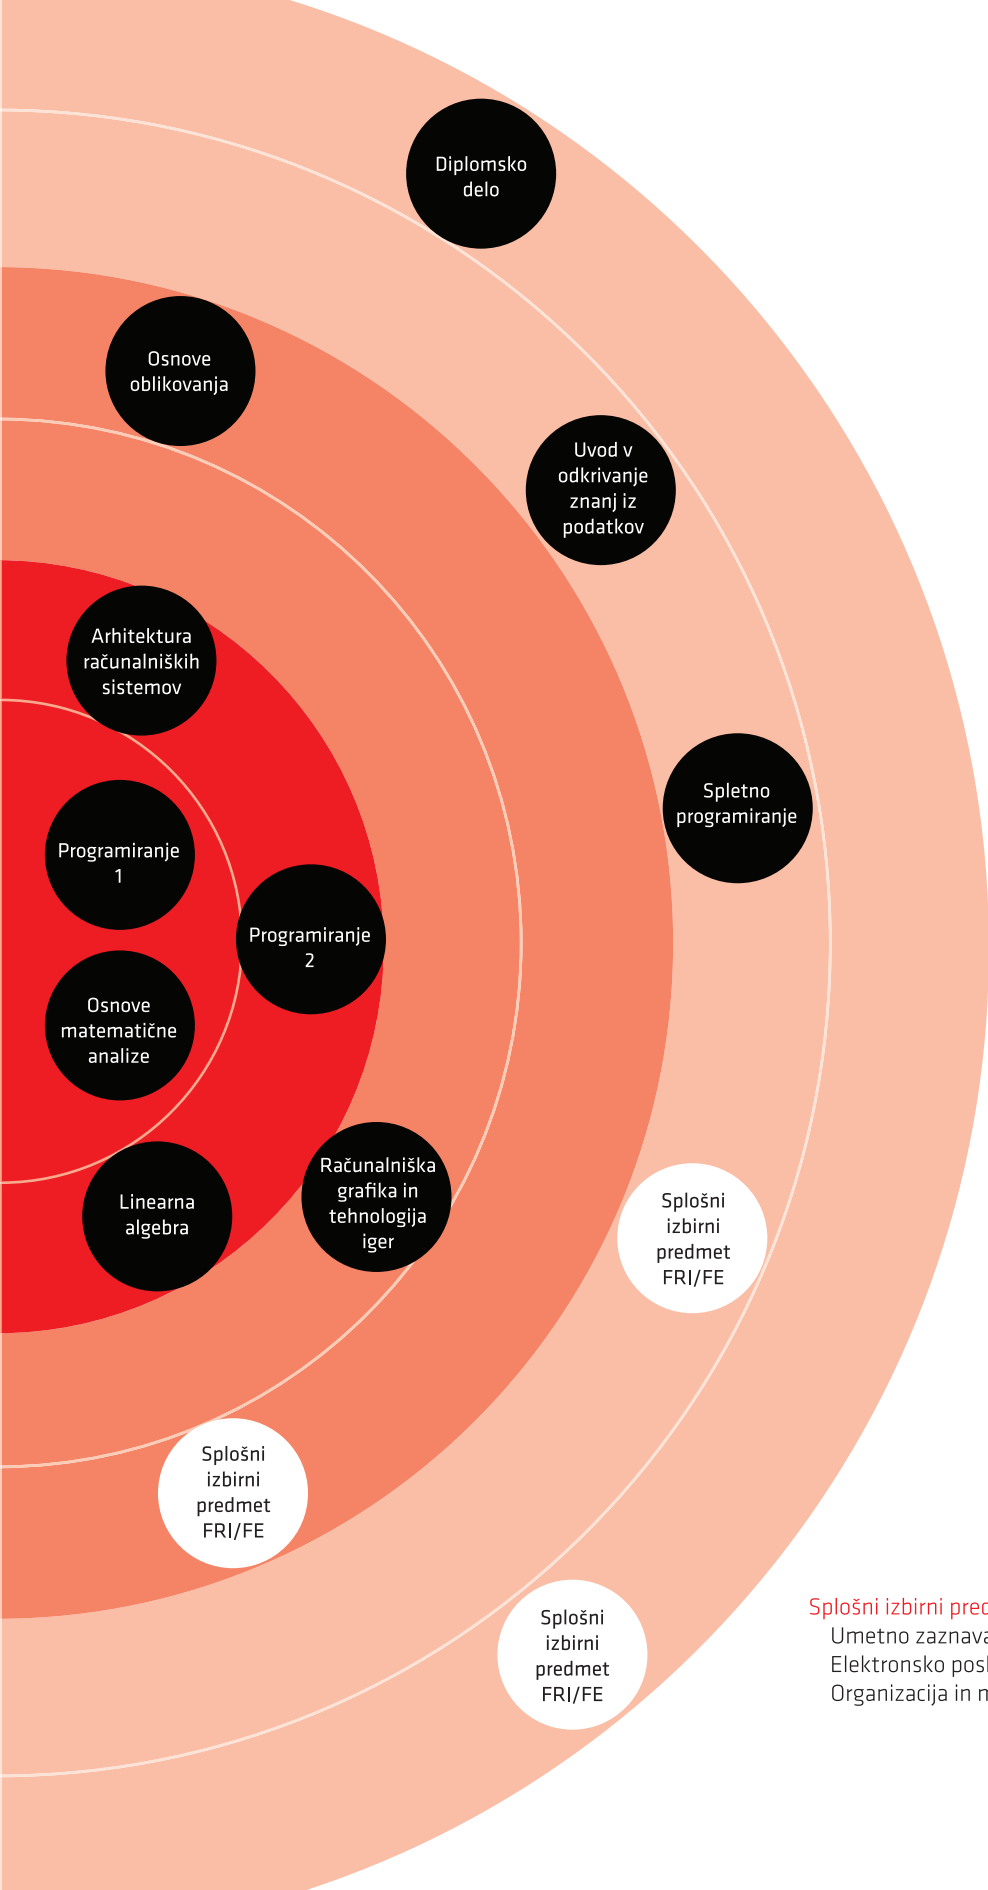 Diplomsko
delo
Osnove
oblikovanja
Uvod v
odkrivanje
znanj iz
podatkov
Arhitektura
računalniških
sistemov
Spletno
programiranje
Programiranje
1
Programiranje
2
Osnove
matematične
analize
Računalniška
grafika in
tehnologija
iger
Linearna
algebra
Splošni
izbirni
predmet
FRI/FE
Splošni
izbirni
predmet
FRI/FE
Splošni
izbirni
predmet
FRI/FE
Splošni izbirni pred
Umetno zaznava
Elektronsko posl
Organizacija in m